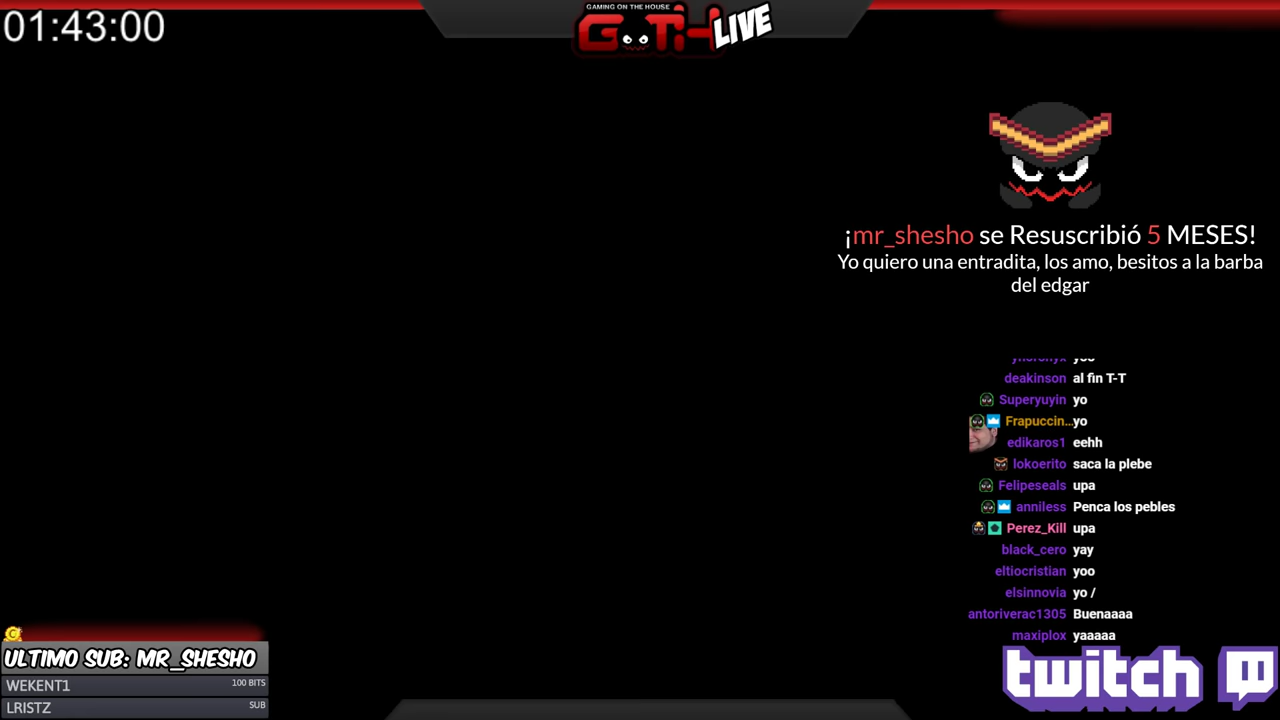 01:43:00
GAMING ON THE HOUSE
GOTH LIVE
¡mr_shesho se Resuscribió 5 MESES!
Yo quiero una entradita, los amo, besitos a la barba
del edgar
deakinson al fin T-T
Superyuyin yo
Frapuccin... yo
edikaros1 eehh
lokoerito saca la plebe
Felipeseals upa
anniless Penca los pebles
Perez_Kill upa
black_cero yay
eltiocristian yoo
elsinnovia yo /
antoriverac1305 Buenaaaa
maxiplox yaaaaa
ULTIMO SUB: MR_SHESHO
WEKENT1 100 BITS
LRISTZ SUB
twitch